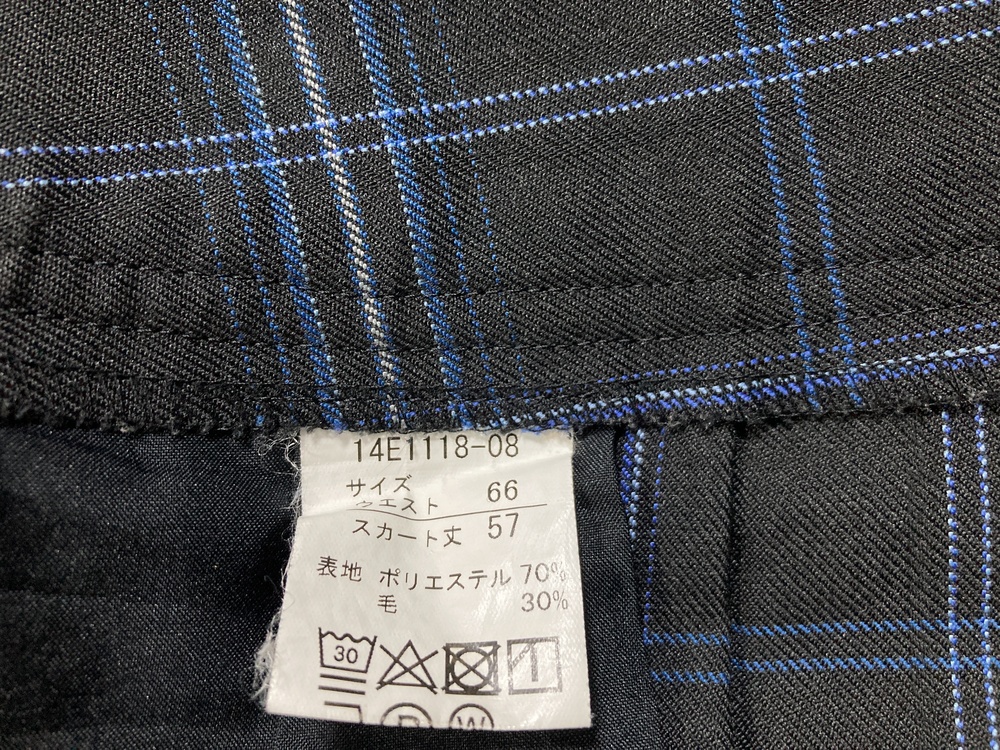 14E1118-08
サイズ
ウエスト 66
スカート丈 57
表地 ポリエステル 70%
毛 30%
30
P W